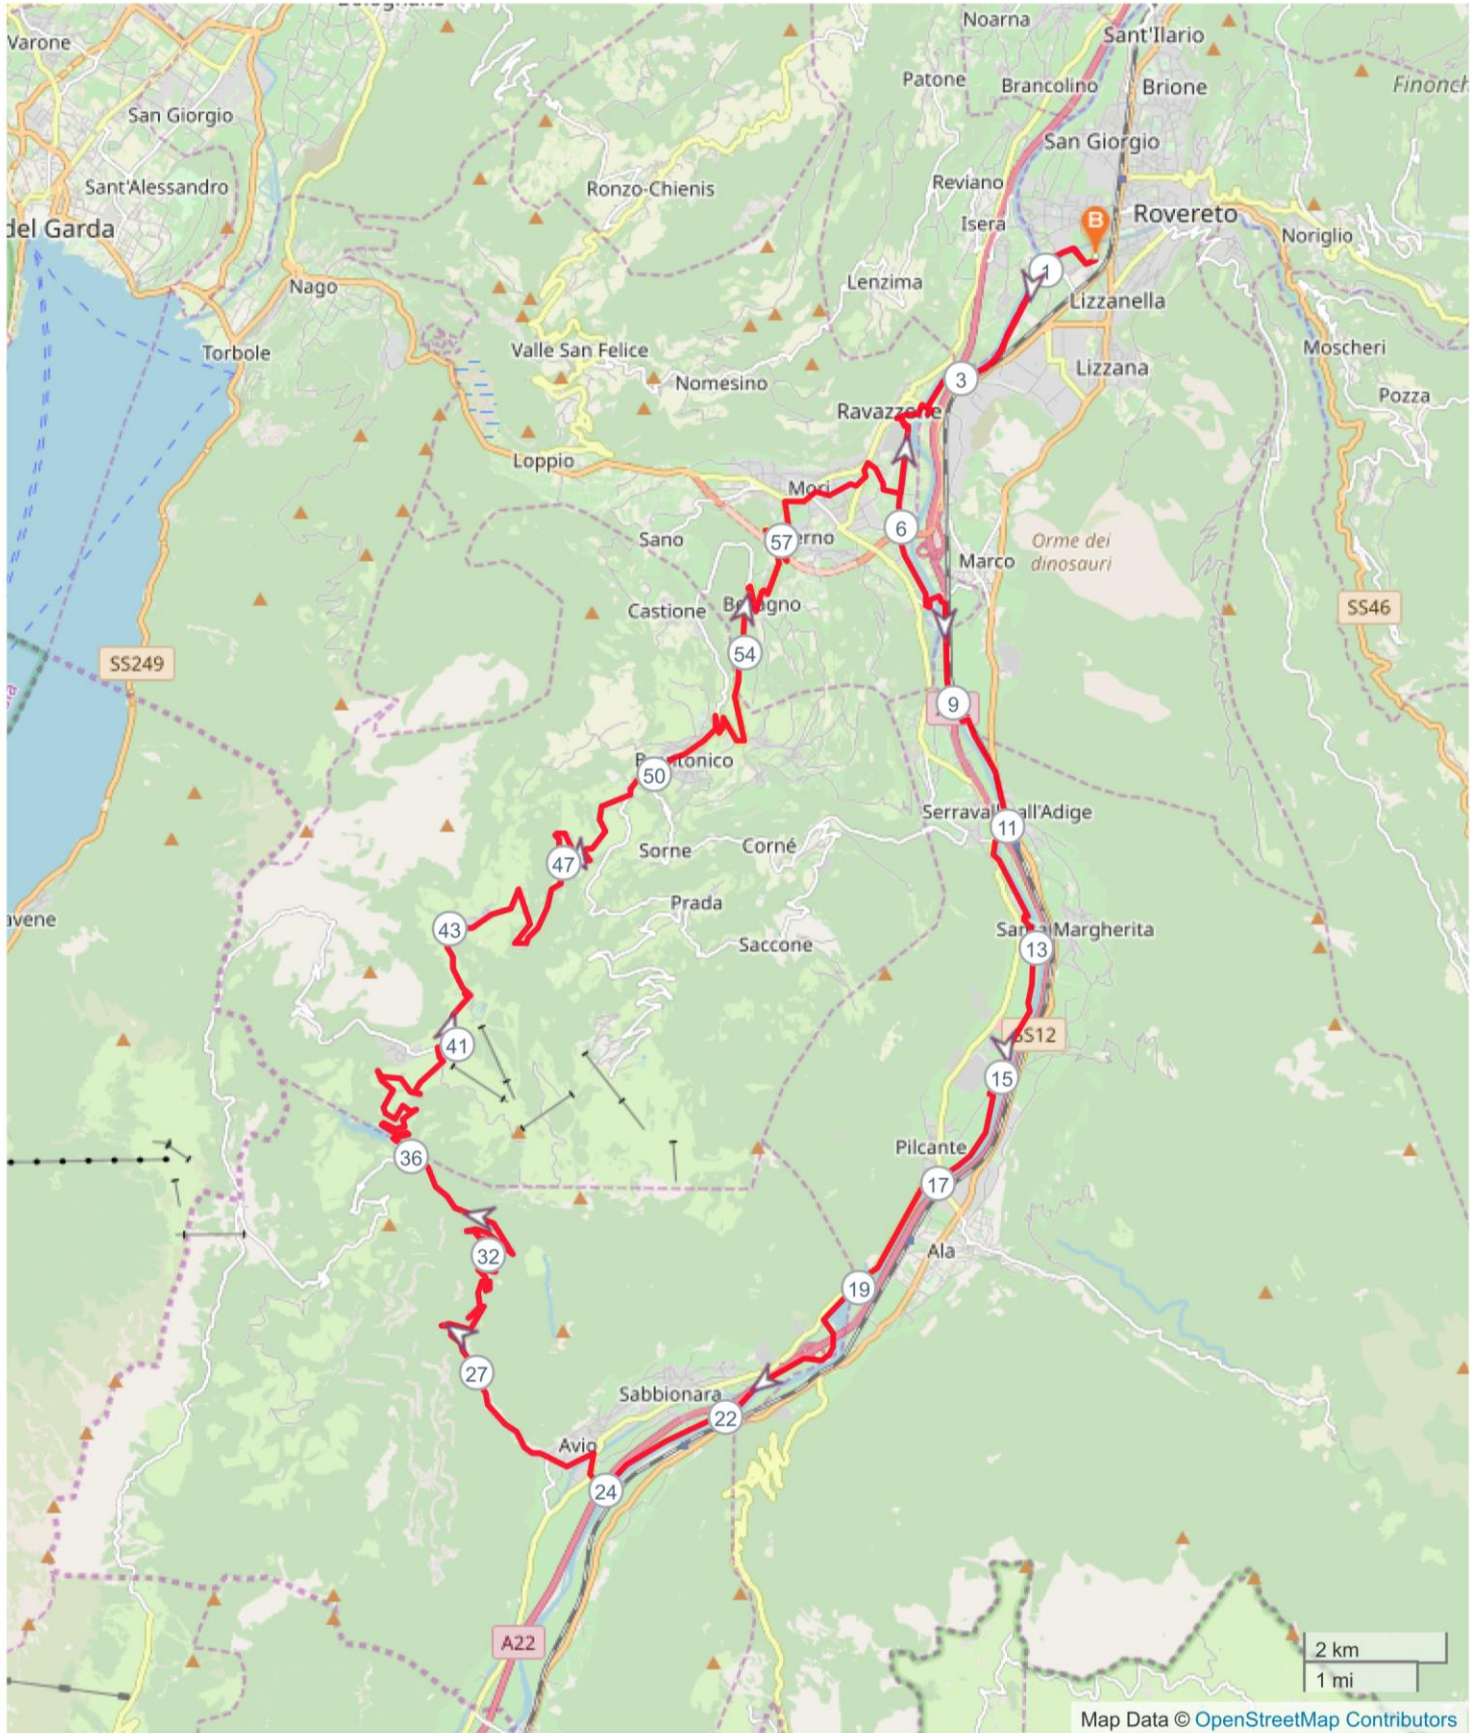 Noarna
Sant'Ilario
Varone
Patone
Brancolino
Brione
Finonch
San Giorgio
San Giorgio
Sant'Alessandro
Ronzo-Chienis
Reviano
B
Rovereto
del Garda
Isera
Noriglio
Nago
Lenzima
1
Lizzanella
Torbole
Valle San Felice
Moscheri
Nomesino
3
Lizzana
Pozza
Loppio
Mori
6
Sano
57
Marco
Orme dei
dinosauri
Castione
SS46
54
SS249
9
50
11
Sorne
Corné
47
Prada
avene
43
Saccone
13
41
SS12
15
Pilcante
36
17
32
Ala
19
27
Sabbionara
22
Avio
24
A22
2 km
1 mi
Map Data © OpenStreetMap Contributors